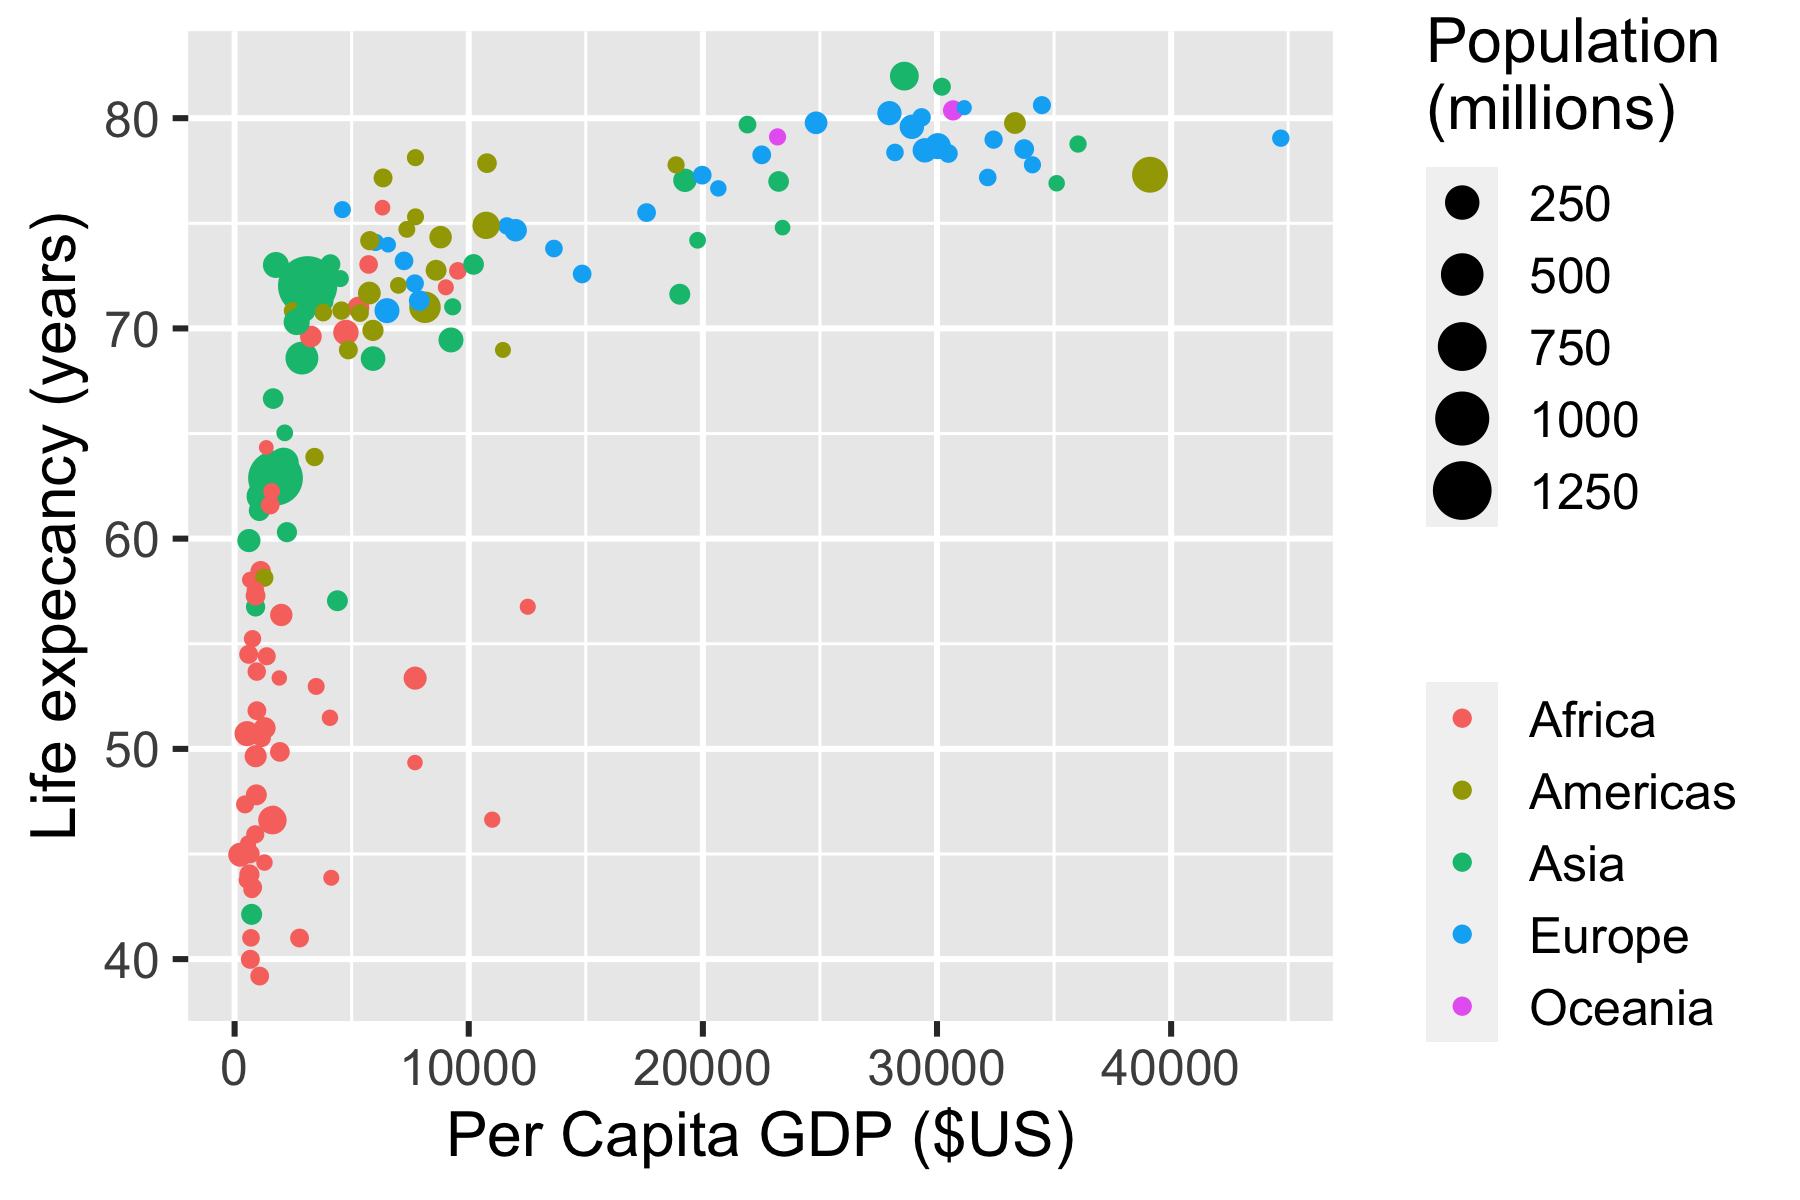 Life expecancy (years)
80
70
60
50
40
0 10000 20000 30000 40000
Per Capita GDP ($US)
Population
(millions)
250
500
750
1000
1250
Africa
Americas
Asia
Europe
Oceania